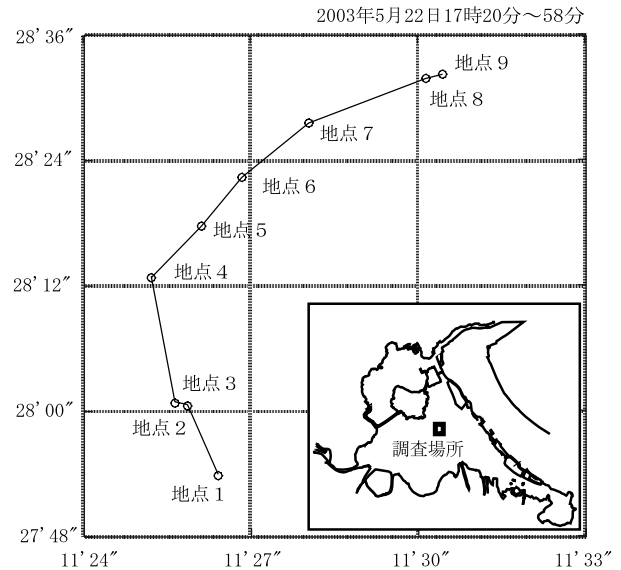 2003年5月22日17時20分～58分
28'36"
地点9
地点8
地点7
28'24"
地点6
地点5
28'12"
地点4
地点3
28'00"
地点2
調査場所
地点1
27'48"
11'24"
11'27"
11'30"
11'33"